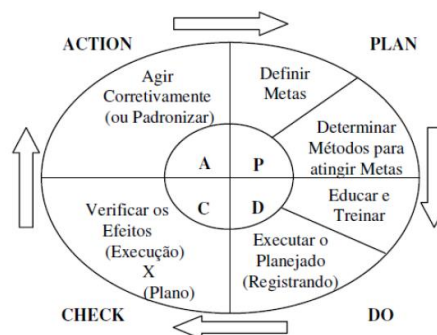 ACTION
PLAN
Agir
Corretivamente
(ou Padronizar)
Definir
Metas
Determinar
Métodos para
atingir Metas
A
P
C
D
Educar e
Treinar
Verificar os
Efeitos
(Execução)
X
(Plano)
Executar o
Planejado
(Registrando)
CHECK
DO